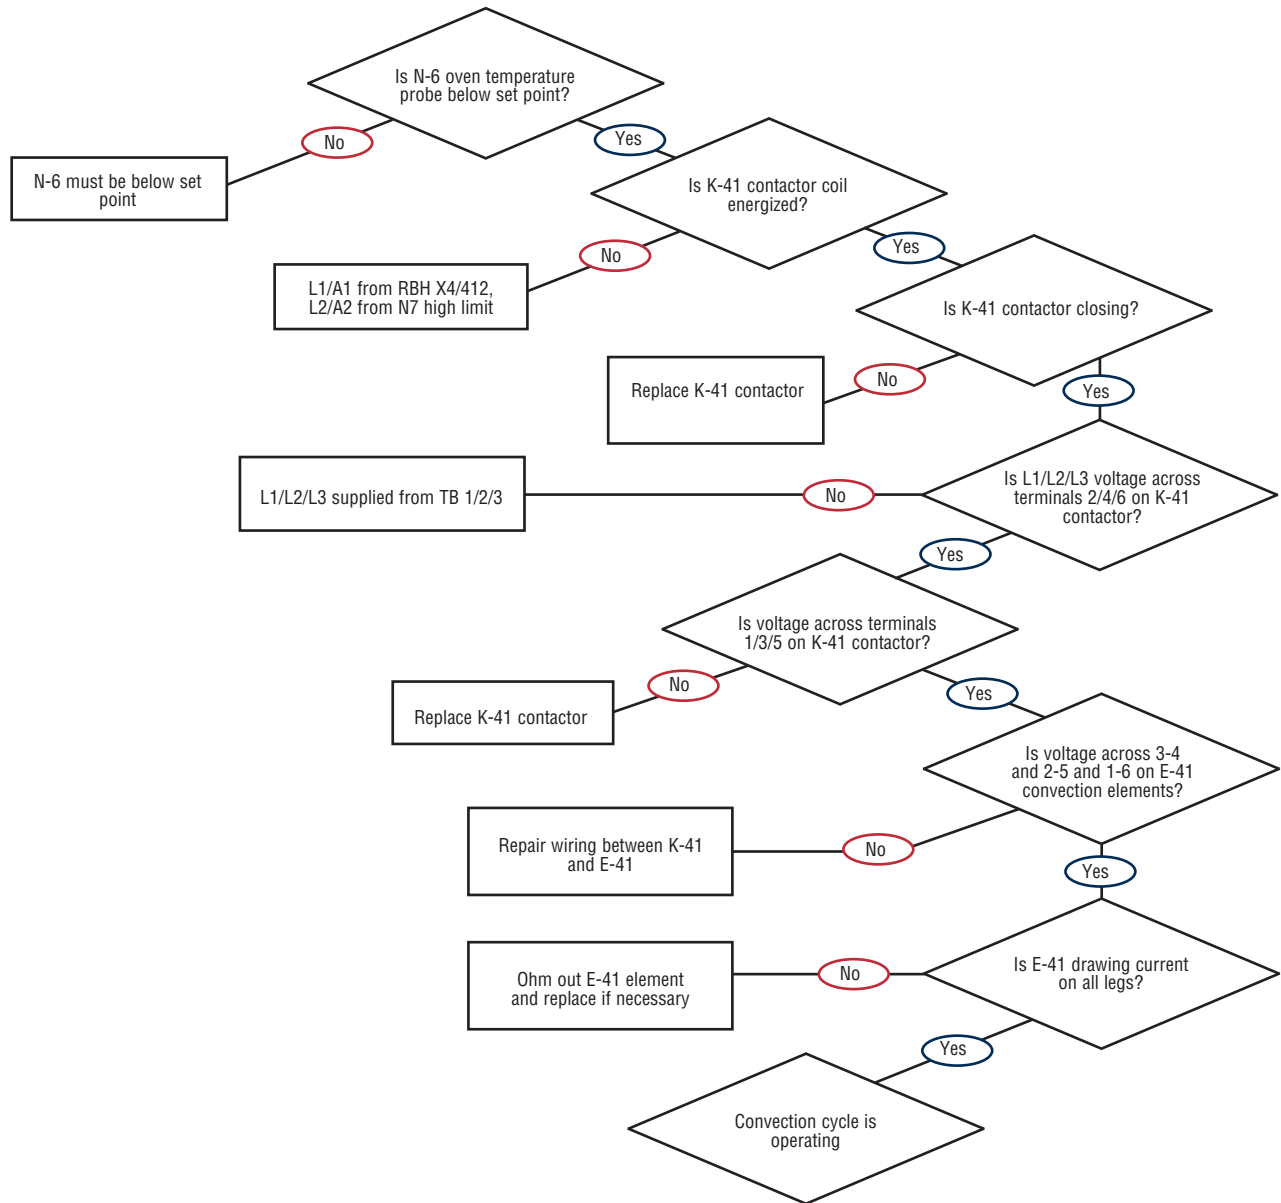 Is N-6 oven temperature
probe below set point?
No
Yes
N-6 must be below set
point
Is K-41 contactor coil
energized?
No
Yes
L1/A1 from RBH X4/412,
L2/A2 from N7 high limit
Is K-41 contactor closing?
No
Yes
Replace K-41 contactor
Is L1/L2/L3 voltage across
terminals 2/4/6 on K-41
contactor?
No
L1/L2/L3 supplied from TB 1/2/3
Yes
Is voltage across terminals
1/3/5 on K-41 contactor?
No
Yes
Replace K-41 contactor
Is voltage across 3-4
and 2-5 and 1-6 on E-41
convection elements?
No
Repair wiring between K-41
and E-41
Yes
Is E-41 drawing current
on all legs?
No
Ohm out E-41 element
and replace if necessary
Yes
Convection cycle is
operating